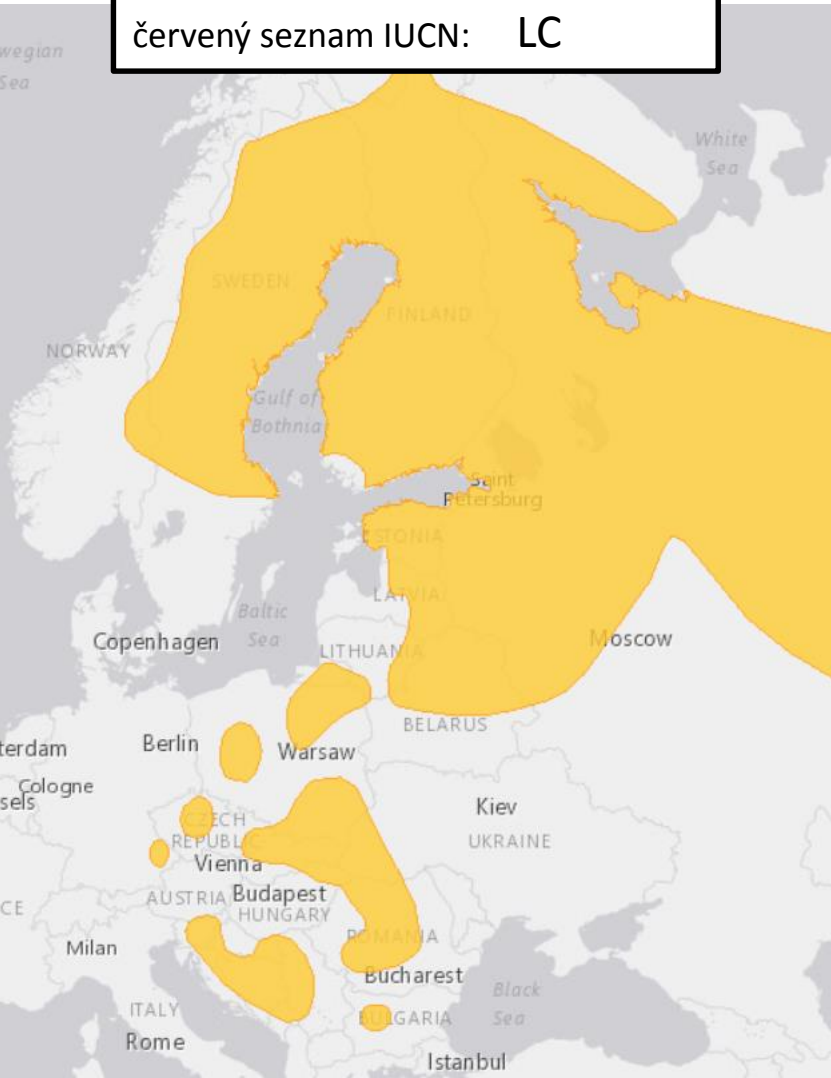 červený seznam IUCN: LC
wegian
Sea
White
Sea
SWEDEN
FINLAND
NORWAY
Gulf of
Bothnia
Saint
Petersburg
ESTONIA
LATVIA
Baltic
Sea
Copenhagen
Moscow
LITHUANIA
BELARUS
terdam
Berlin
Warsaw
Cologne
sels
Kiev
CZECH
REPUBLIC
UKRAINE
Vienna
AUSTRIA
Budapest
HUNGARY
CE
Milan
ROMANIA
Bucharest
Black
Sea
ITALY
BULGARIA
Rome
Istanbul